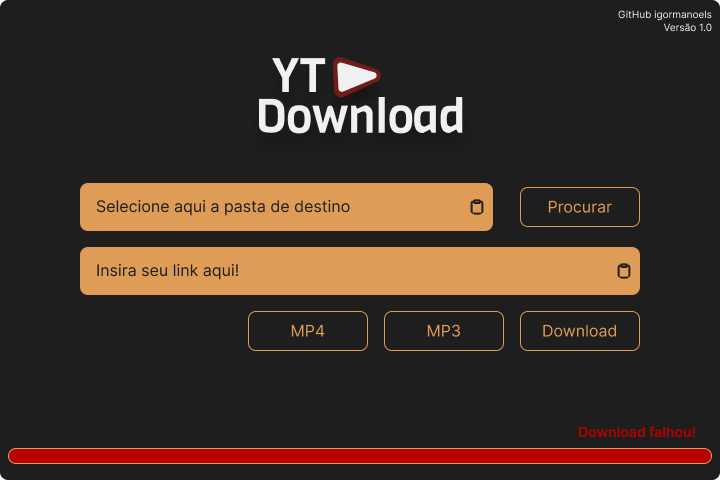 GitHub igormanoels
Versão 1.0
YT
Download
Selecione aqui a pasta de destino
Procurar
Insira seu link aqui!
MP4
MP3
Download
Download falhou!